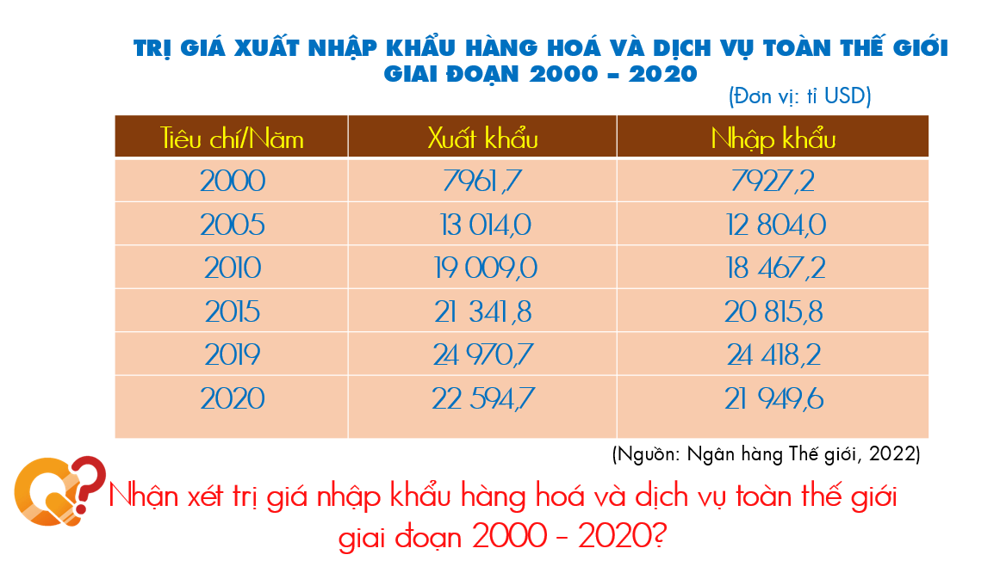 TRỊ GIÁ XUẤT NHẬP KHẨU HÀNG HOÁ VÀ DỊCH VỤ TOÀN THẾ GIỚI
GIAI ĐOẠN 2000 – 2020
(Đơn vị: tỉ USD)
Tiêu chí/Năm Xuất khẩu Nhập khẩu
2000 7961,7 7927,2
2005 13 014,0 12 804,0
2010 19 009,0 18 467,2
2015 21 341,8 20 815,8
2019 24 970,7 24 418,2
2020 22 594,7 21 949,6
(Nguồn: Ngân hàng Thế giới, 2022)
Nhận xét trị giá nhập khẩu hàng hoá và dịch vụ toàn thế giới
giai đoạn 2000 – 2020?